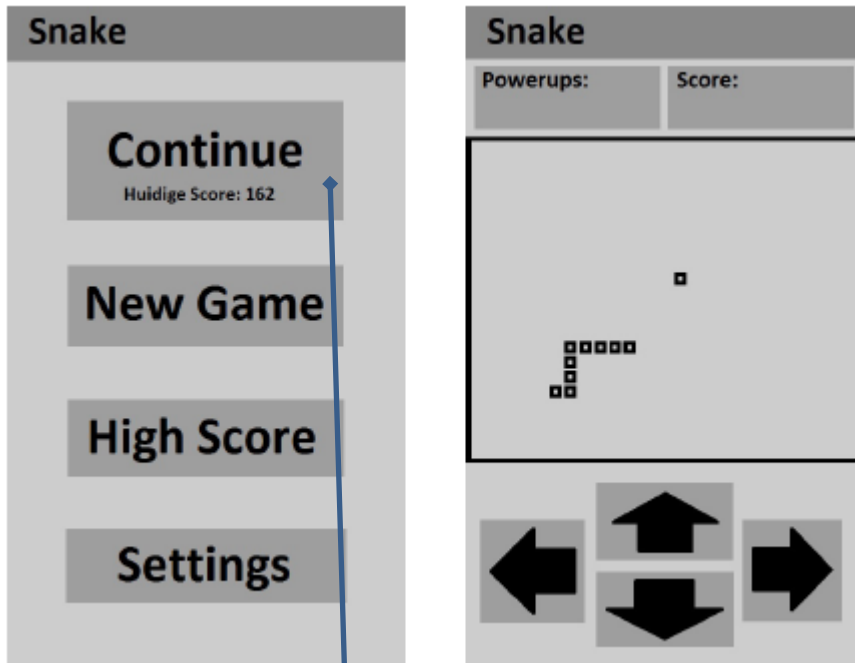 Snake
Continue
Huidige Score: 162
New Game
High Score
Settings
Snake
Powerups:
Score: